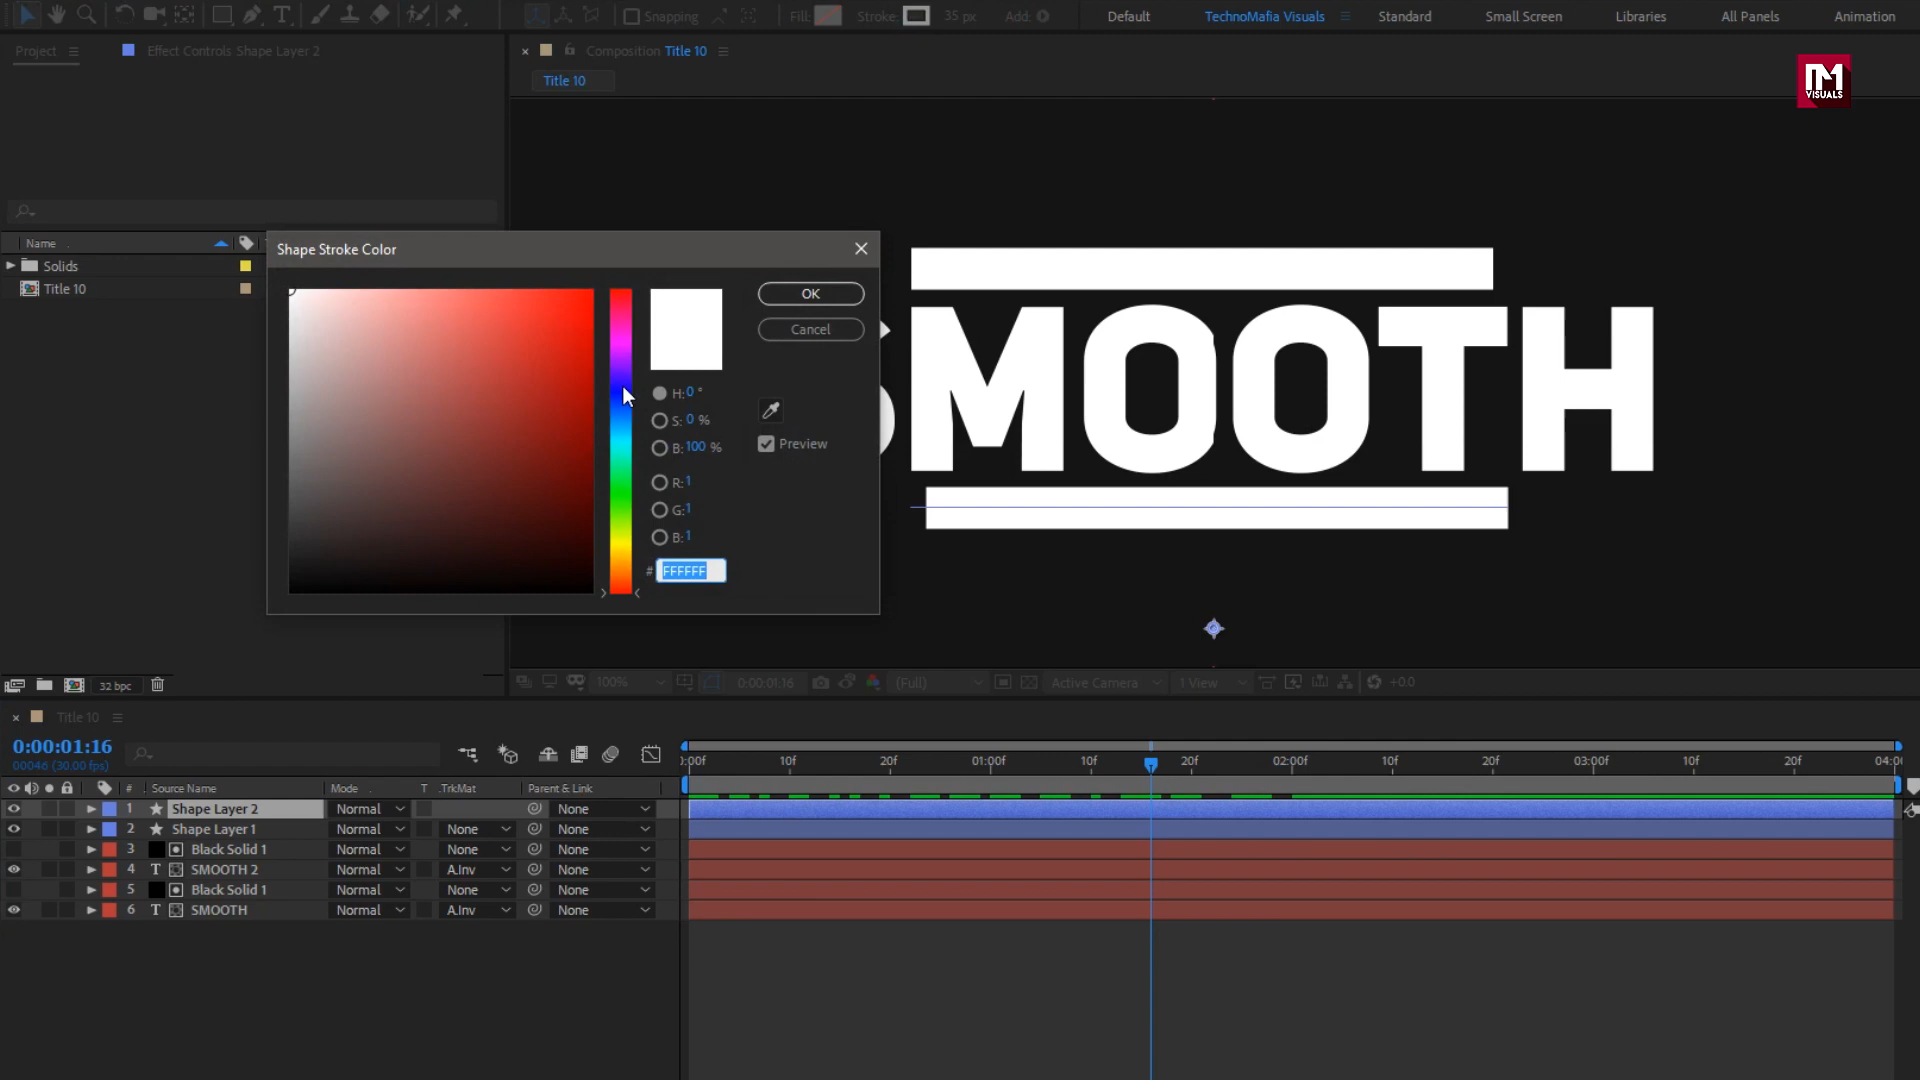 Snapping Fill: Stroke: 35 px Add: Default TechnoMafia Visuals Standard Small Screen Libraries All Panels Animation
Project Effect Controls Shape Layer 2 Composition Title 10
Title 10
TM VISUALS
Name
Solids
Title 10
Shape Stroke Color
OK
Cancel
H: 0 °
S: 0 %
B: 100 %
Preview
R: 1
G: 1
B: 1
# FFFFFF
SMOOTH
32 bpc
100% 0:00:01:16 (Full) Active Camera 1 View +0.0
Title 10
0:00:01:16
00046 (30.00 fps)
:00f 10f 20f 01:00f 10f 20f 02:00f 10f 20f 03:00f 10f 20f 04:00
# Source Name Mode T .TrkMat Parent & Link
1 Shape Layer 2 Normal None
2 Shape Layer 1 Normal None None
3 Black Solid 1 Normal None None
4 T SMOOTH 2 Normal A.Inv None
5 Black Solid 1 Normal None None
6 T SMOOTH Normal A.Inv None